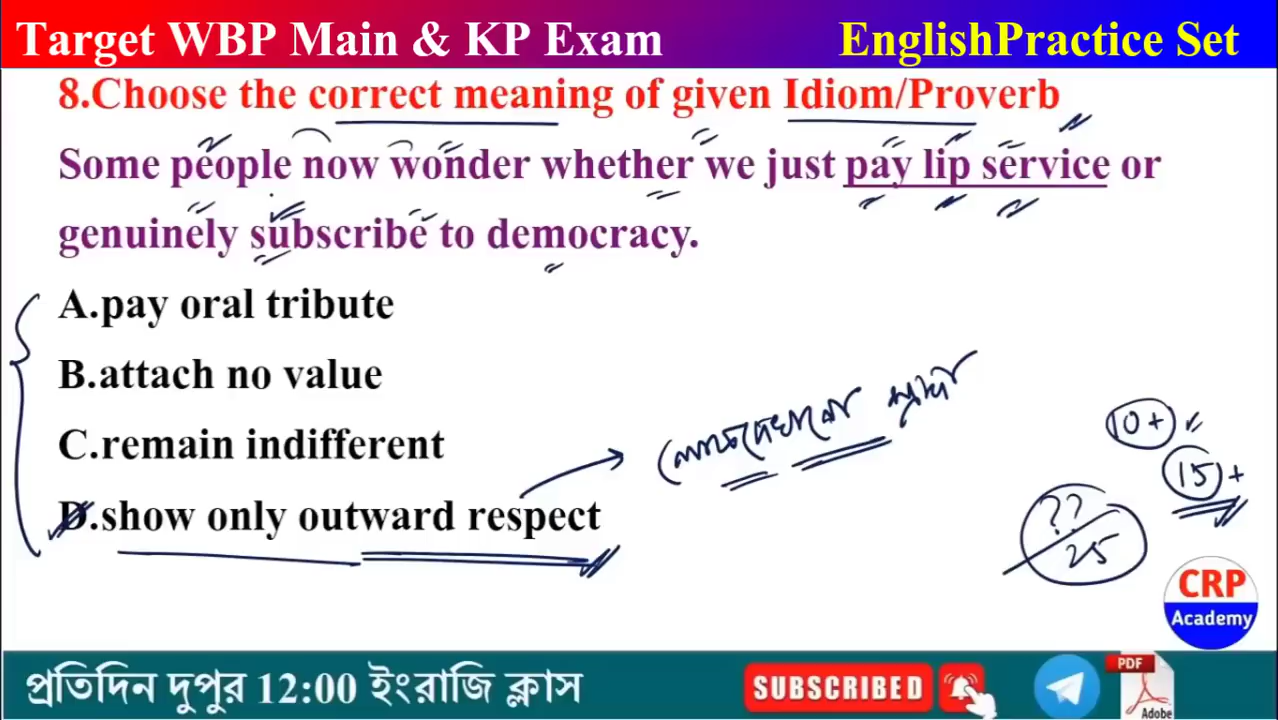 Target WBP Main & KP Exam
EnglishPractice Set
8.Choose the correct meaning of given Idiom/Proverb
Some people now wonder whether we just pay lip service or
genuinely subscribe to democracy.
A.pay oral tribute
B.attach no value
C.remain indifferent
D.show only outward respect
লোকদেখানো শ্রদ্ধা
10+
15+
??
25
CRP
Academy
প্রতিদিন দুপুর 12:00 ইংরাজি ক্লাস
SUBSCRIBED
PDF
Adobe